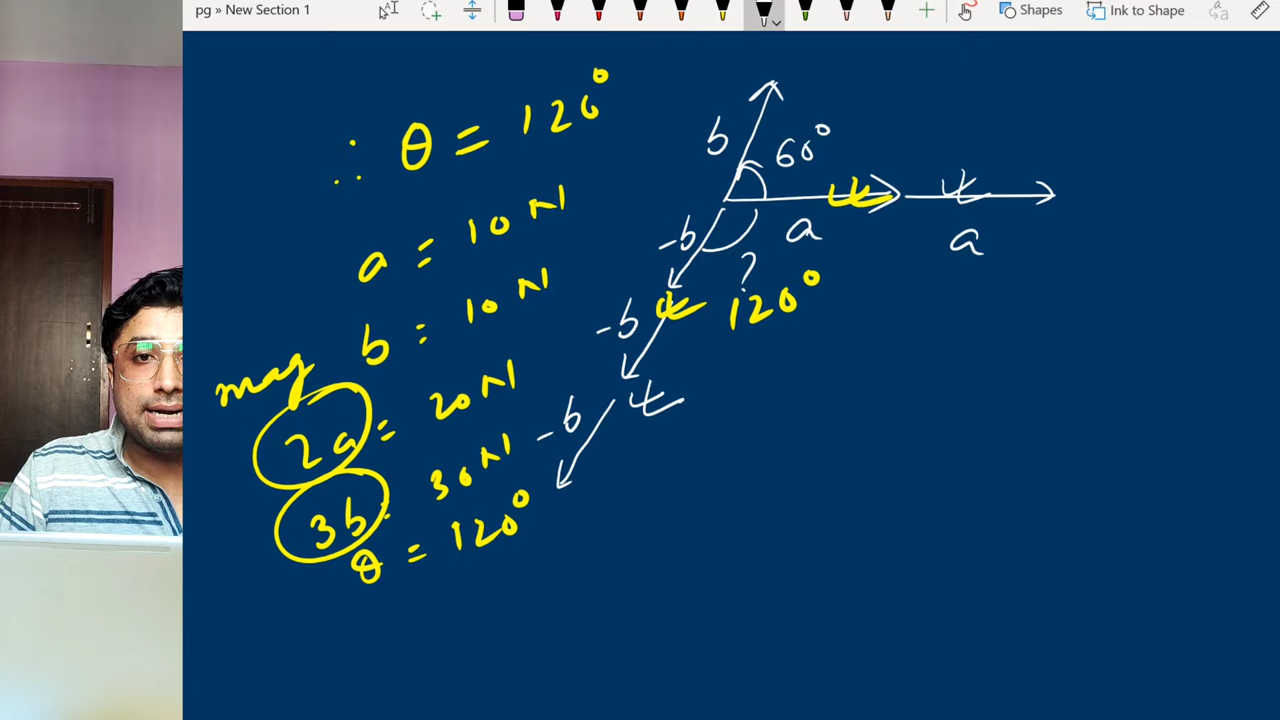 pg » New Section 1
Shapes
Ink to Shape
∴ θ = 120°
a = 10 N
b = 10 N
mag
2a = 20 N
3b = 30 N
θ = 120°
b
60°
a
a
-b
?
120°
-b
-b